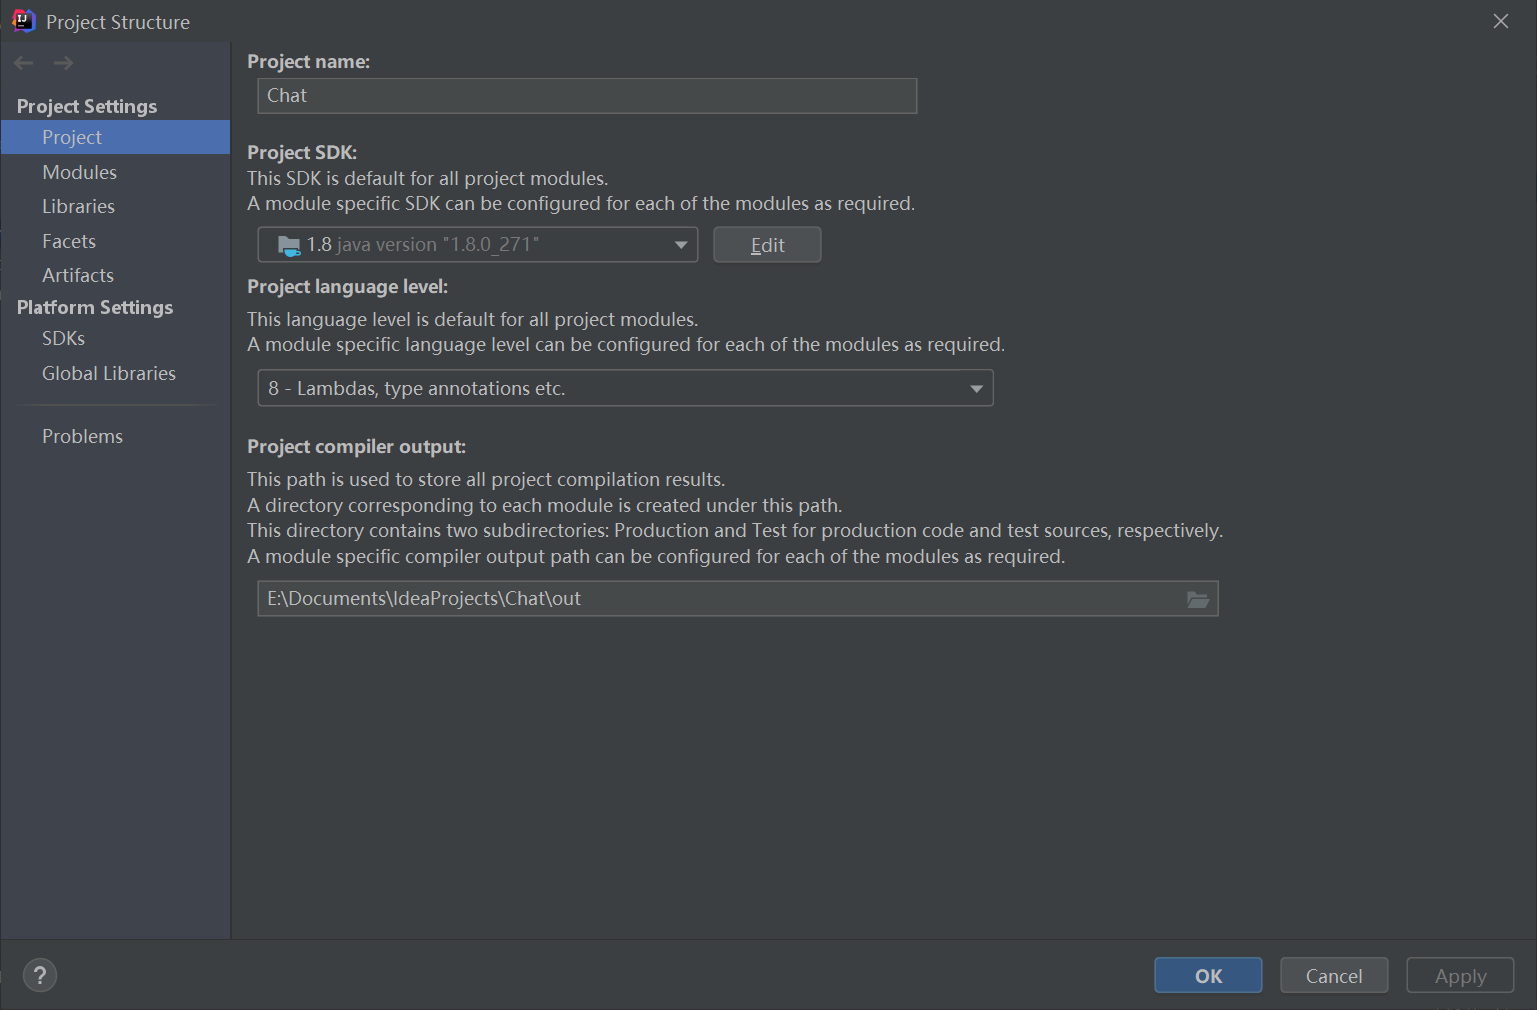 Project Structure
Project Settings
Project
Modules
Libraries
Facets
Artifacts
Platform Settings
SDKs
Global Libraries
Problems
Project name:
Chat
Project SDK:
This SDK is default for all project modules.
A module specific SDK can be configured for each of the modules as required.
1.8 java version "1.8.0_271"
Edit
Project language level:
This language level is default for all project modules.
A module specific language level can be configured for each of the modules as required.
8 - Lambdas, type annotations etc.
Project compiler output:
This path is used to store all project compilation results.
A directory corresponding to each module is created under this path.
This directory contains two subdirectories: Production and Test for production code and test sources, respectively.
A module specific compiler output path can be configured for each of the modules as required.
E:\Documents\IdeaProjects\Chat\out
?
OK
Cancel
Apply